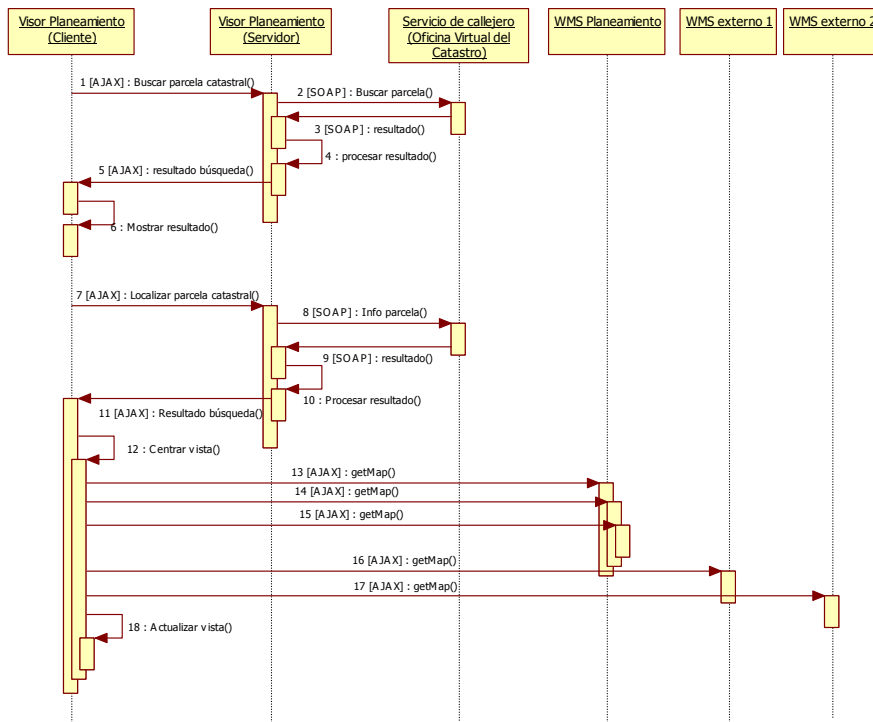 Visor Planeamiento
(Cliente)
Visor Planeamiento
(Servidor)
Servicio de callejero
(Oficina Virtual del
Catastro)
WMS Planeamiento
WMS externo 1
WMS externo 2
1 [AJAX] : Buscar parcela catastral()
2 [SOAP] : Buscar parcela()
3 [SOAP] : resultado()
4 : procesar resultado()
5 [AJAX] : resultado búsqueda()
6 : Mostrar resultado()
7 [AJAX] : Localizar parcela catastral()
8 [SOAP] : Info parcela()
9 [SOAP] : resultado()
10 : Procesar resultado()
11 [AJAX] : Resultado búsqueda()
12 : Centrar vista()
13 [AJAX] : getMap()
14 [AJAX] : getMap()
15 [AJAX] : getMap()
16 [AJAX] : getMap()
17 [AJAX] : getMap()
18 : Actualizar vista()